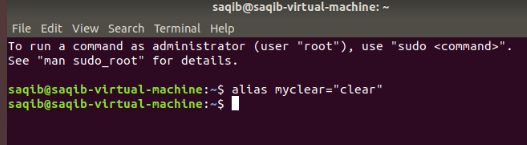 saqib@saqib-virtual-machine: ~
File Edit View Search Terminal Help
To run a command as administrator (user "root"), use "sudo <command>".
See "man sudo_root" for details.
saqib@saqib-virtual-machine:~$ alias myclear="clear"
saqib@saqib-virtual-machine:~$